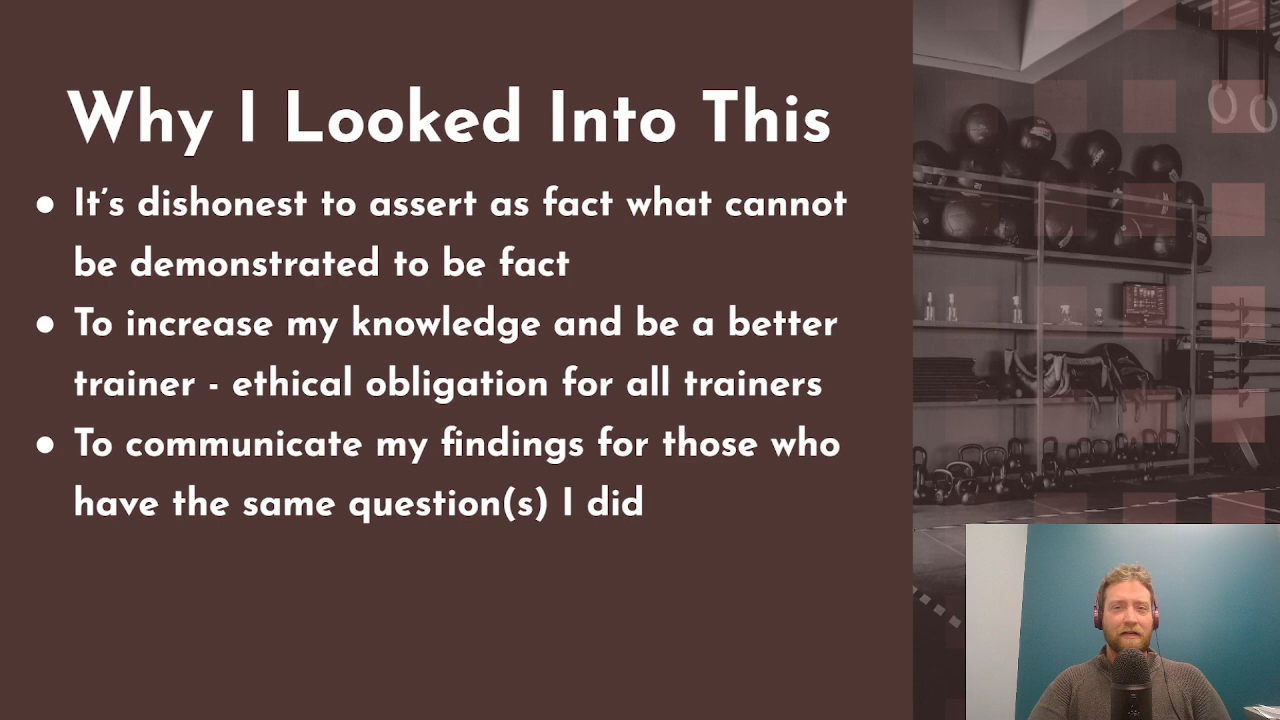 Why I Looked Into This
● It's dishonest to assert as fact what cannot
be demonstrated to be fact
● To increase my knowledge and be a better
trainer - ethical obligation for all trainers
● To communicate my findings for those who
have the same question(s) I did